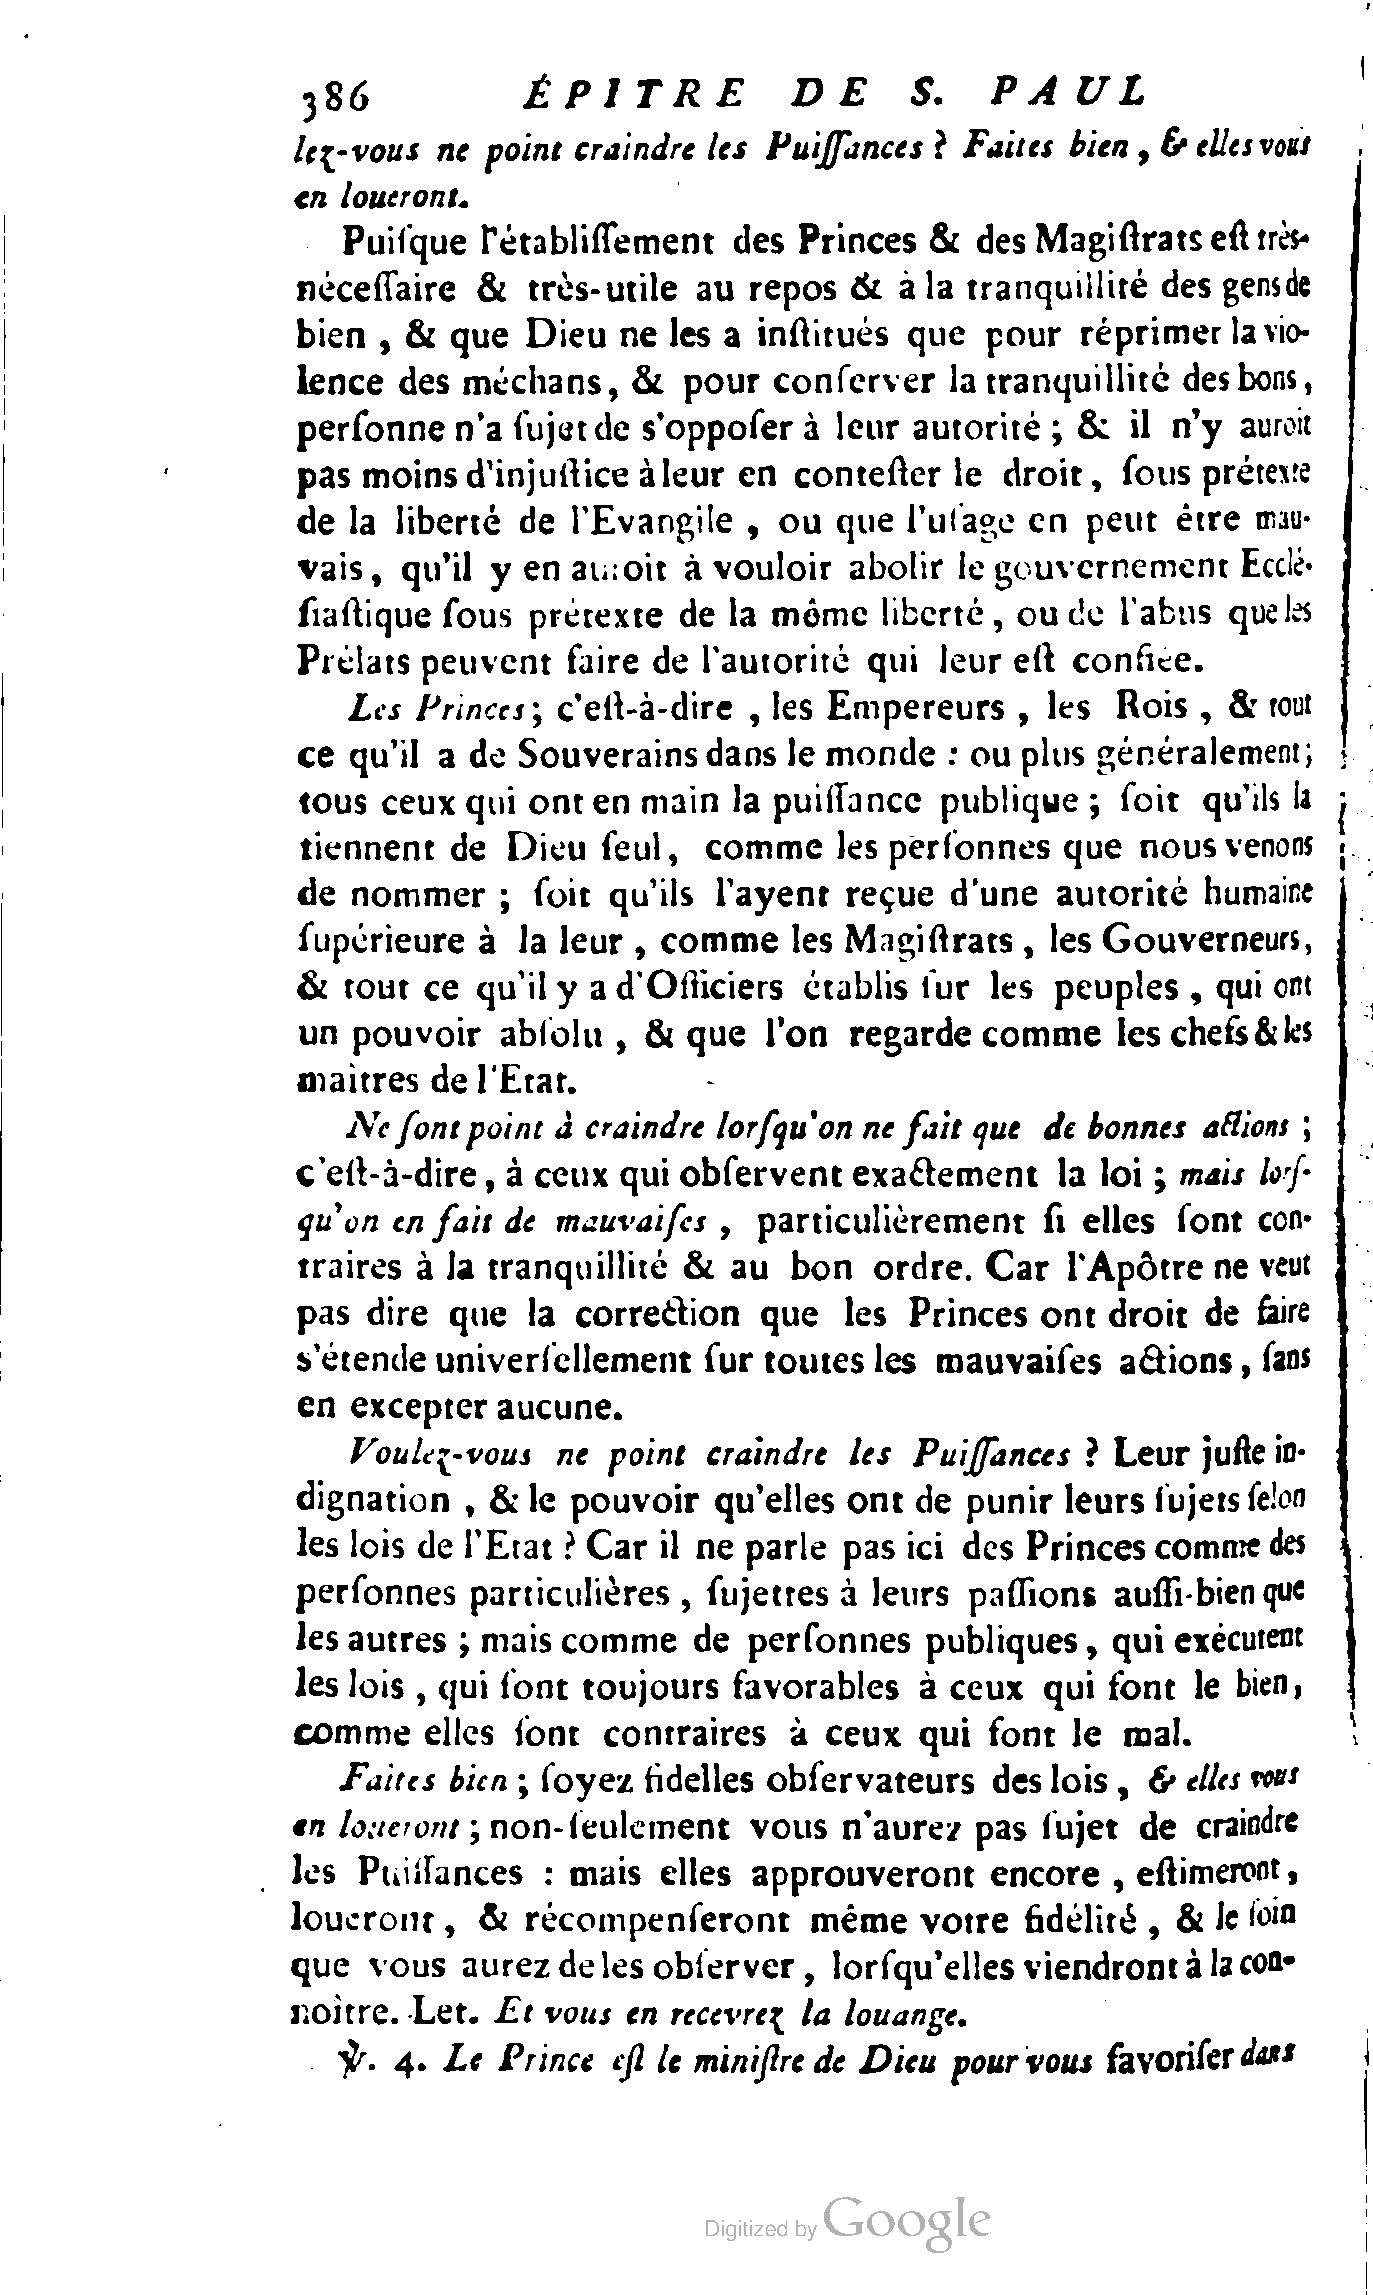 386 ÉPITRE DE S. PAUL
lez-vous ne point craindre les Puiſſances ? Faites bien , & elles vous
en loueront.
Puiſque l'établiſſement des Princes & des Magiſtrats eſt très-
néceſſaire & très-utile au repos & à la tranquillité des gens de
bien , & que Dieu ne les a inſtitués que pour réprimer la vio-
lence des méchans, & pour conſerver la tranquillité des bons,
perſonne n'a ſujet de s'oppoſer à leur autorité ; & il n'y auroit
pas moins d'injuſtice à leur en conteſter le droit, ſous prétexte
de la liberté de l'Evangile , ou que l'uſage en peut être mau-
vais, qu'il y en auroit à vouloir abolir le gouvernement Ecclé-
ſiaſtique ſous prétexte de la même liberté, ou de l'abus que les
Prélats peuvent faire de l'autorité qui leur eſt confiée.
Les Princes; c'eſt-à-dire , les Empereurs , les Rois , & tout
ce qu'il a de Souverains dans le monde : ou plus généralement;
tous ceux qui ont en main la puiſſance publique ; ſoit qu'ils la
tiennent de Dieu ſeul, comme les perſonnes que nous venons
de nommer ; ſoit qu'ils l'ayent reçue d'une autorité humaine
ſupérieure à la leur , comme les Magiſtrats , les Gouverneurs,
& tout ce qu'il y a d'Officiers établis ſur les peuples , qui ont
un pouvoir abſolu , & que l'on regarde comme les chefs & les
maîtres de l'Etat.
Ne ſont point à craindre lorſqu'on ne fait que de bonnes actions ;
c'eſt-à-dire, à ceux qui obſervent exactement la loi ; mais lorſ-
qu'on en fait de mauvaiſes , particulièrement ſi elles ſont con-
traires à la tranquillité & au bon ordre. Car l'Apôtre ne veut
pas dire que la correction que les Princes ont droit de faire
s'étende univerſellement ſur toutes les mauvaiſes actions, ſans
en excepter aucune.
Voulez-vous ne point craindre les Puiſſances ? Leur juſte in-
dignation , & le pouvoir qu'elles ont de punir leurs ſujets ſelon
les lois de l'Etat ? Car il ne parle pas ici des Princes comme des
perſonnes particulières , ſujettes à leurs paſſions auſſi-bien que
les autres ; mais comme de perſonnes publiques, qui exécutent
les lois , qui ſont toujours favorables à ceux qui font le bien,
comme elles ſont contraires à ceux qui font le mal.
Faites bien ; ſoyez fidelles obſervateurs des lois , & elles vous
en loueront ; non-ſeulement vous n'aurez pas ſujet de craindre
les Puiſſances : mais elles approuveront encore , eſtimeront,
loueront, & récompenſeront même votre fidélité , & le ſoin
que vous aurez de les obſerver , lorſqu'elles viendront à la con-
noître. Let. Et vous en recevrez la louange.
℣. 4. Le Prince eſt le miniſtre de Dieu pour vous favoriſer dans
Digitized by Google